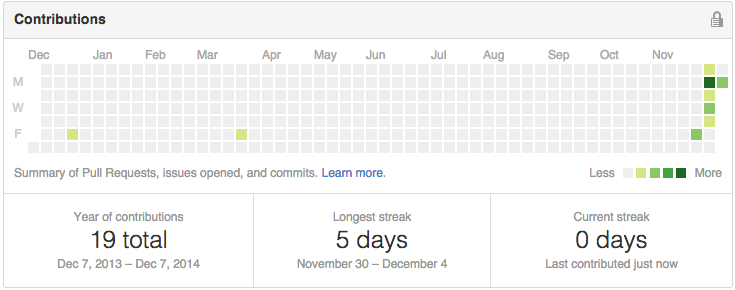 Contributions
Dec Jan Feb Mar Apr May Jun Jul Aug Sep Oct Nov
M
W
F
Summary of Pull Requests, issues opened, and commits. Learn more.
Less More
Year of contributions
19 total
Dec 7, 2013 – Dec 7, 2014
Longest streak
5 days
November 30 – December 4
Current streak
0 days
Last contributed just now